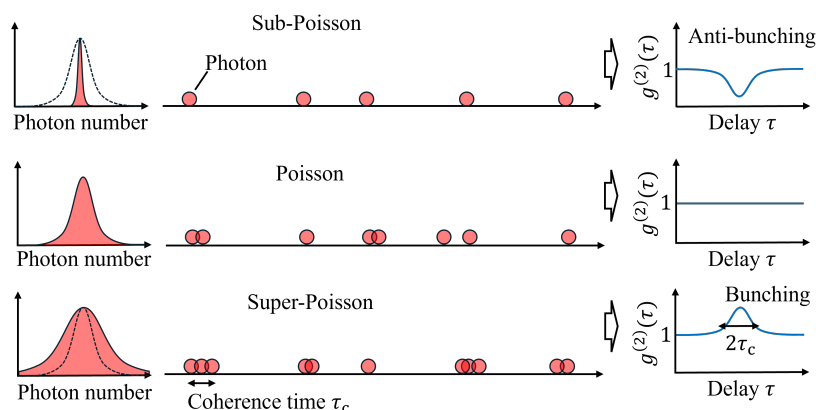 Sub-Poisson
Photon
Photon number
g⁽²⁾(τ)
1
Anti-bunching
Delay τ
Poisson
Photon number
g⁽²⁾(τ)
1
Delay τ
Super-Poisson
Photon number
Coherence time τc
g⁽²⁾(τ)
1
Bunching
2τc
Delay τ